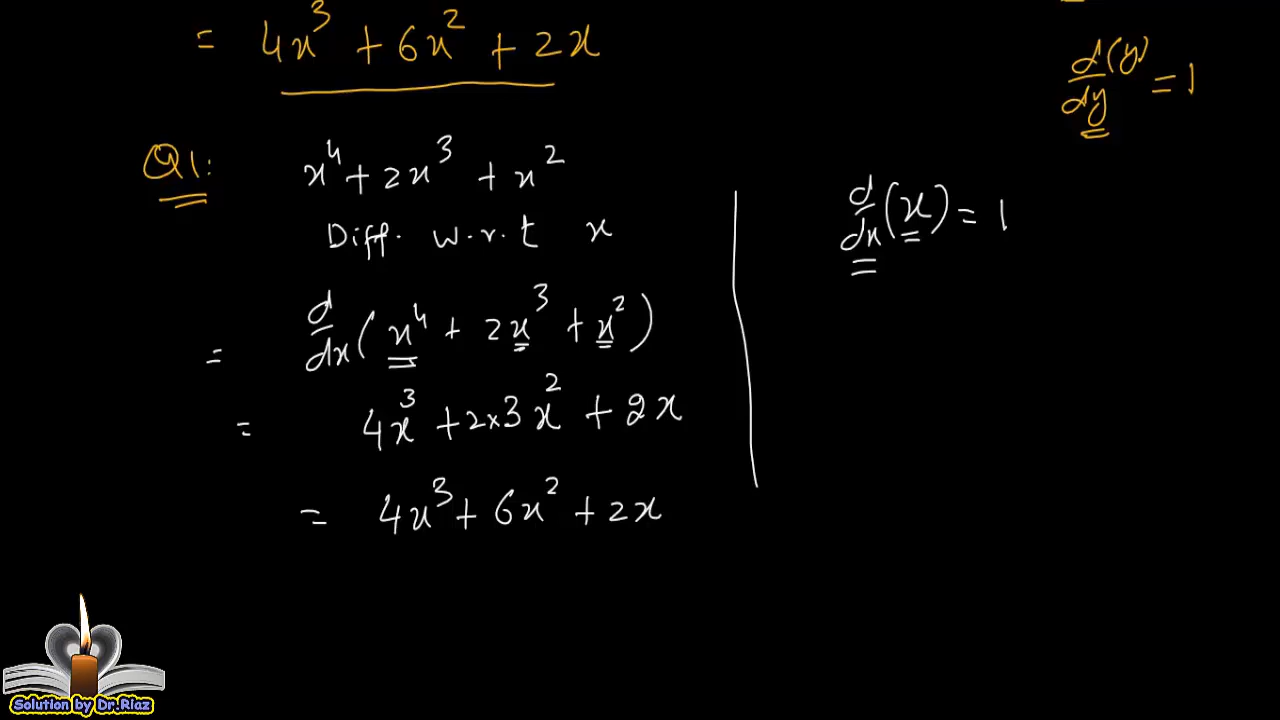 = 4x³ + 6x² + 2x
d(y)/dy = 1
Q1: x⁴ + 2x³ + x²
Diff. w.r.t x
d/dx (x) = 1
= d/dx (x⁴ + 2x³ + x²)
= 4x³ + 2×3x² + 2x
= 4x³ + 6x² + 2x
Solution by Dr.Riaz